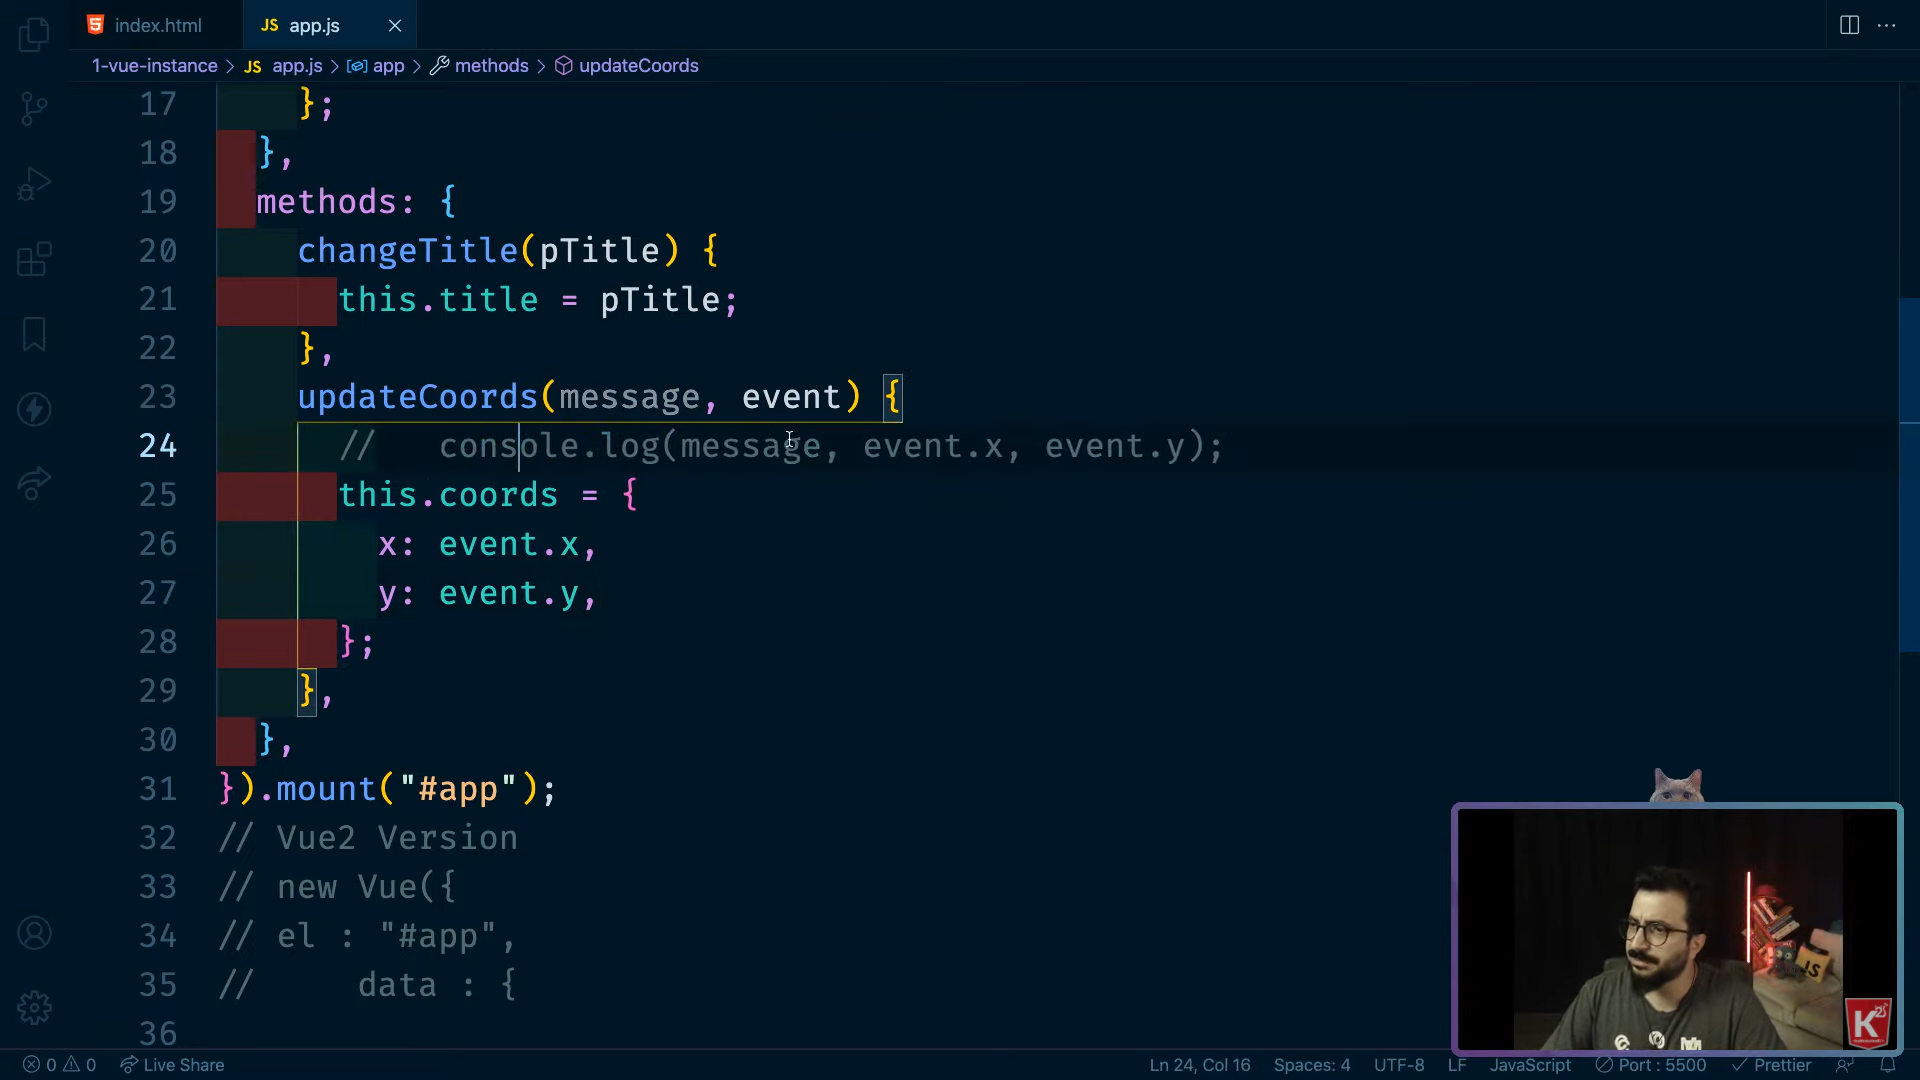 index.html
JS app.js
1-vue-instance > JS app.js > app > methods > updateCoords
17 };
18 },
19 methods: {
20 changeTitle(pTitle) {
21 this.title = pTitle;
22 },
23 updateCoords(message, event) {
24 //    console.log(message, event.x, event.y);
25 this.coords = {
26 x: event.x,
27 y: event.y,
28 };
29 },
30 },
31 }).mount("#app");
32 // Vue2 Version
33 // new Vue({
34 // el : "#app",
35 //     data : {
36
JS
K
0 0 Live Share
Ln 24, Col 16 Spaces: 4 UTF-8 LF JavaScript Port : 5500 Prettier